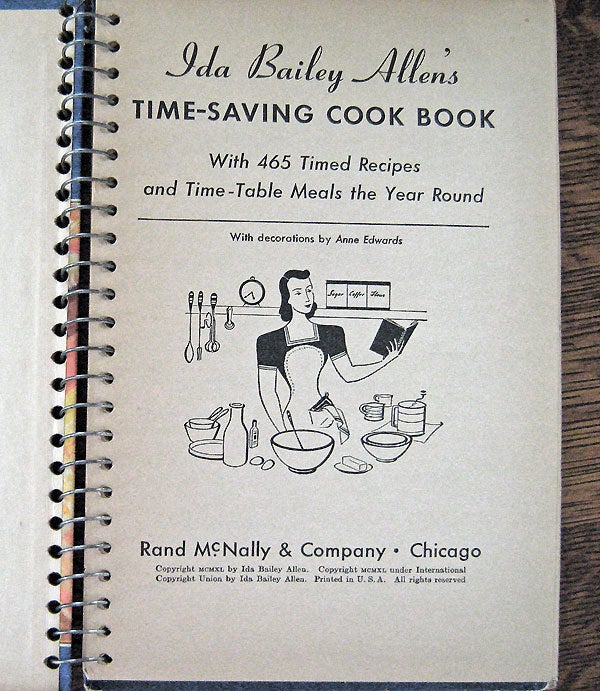 Ida Bailey Allen's
TIME-SAVING COOK BOOK
With 465 Timed Recipes
and Time-Table Meals the Year Round
With decorations by Anne Edwards
Sugar Coffee Flour
Rand McNally & Company • Chicago
Copyright MCMXL by Ida Bailey Allen. Copyright MCMXL under International
Copyright Union by Ida Bailey Allen. Printed in U. S. A. All rights reserved